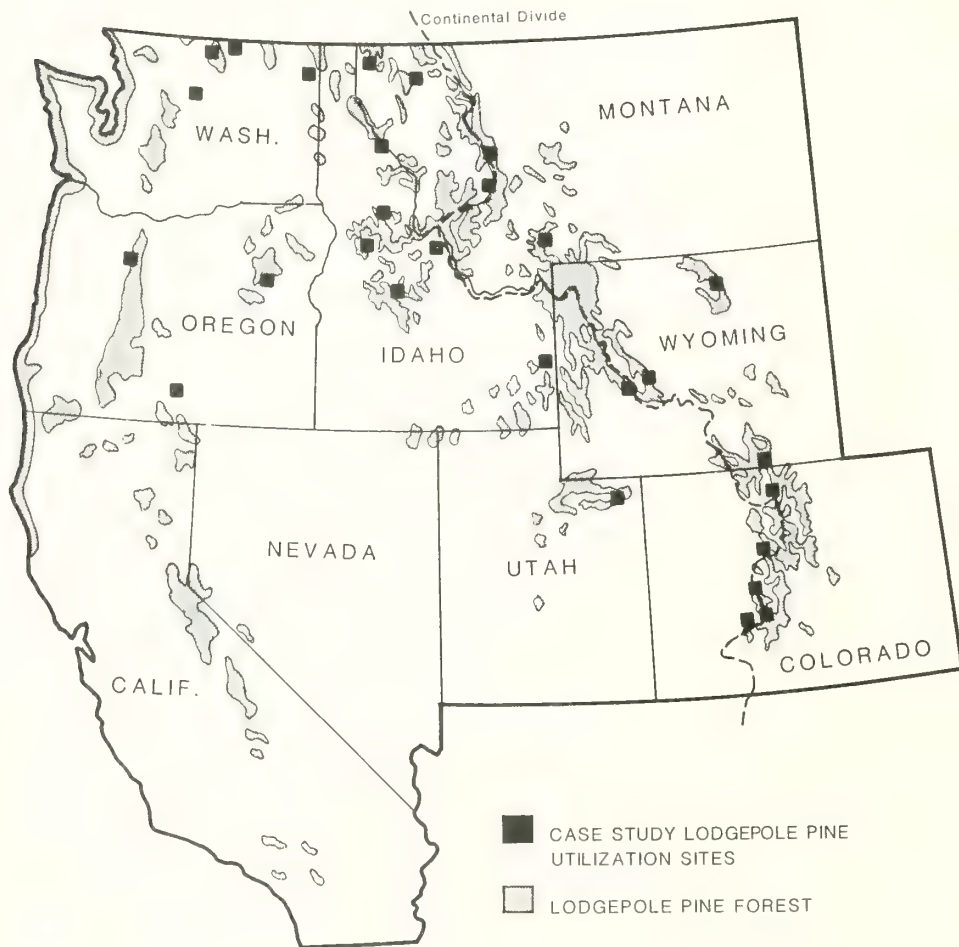 Continental Divide
MONTANA
WASH.
OREGON
IDAHO
WYOMING
NEVADA
UTAH
COLORADO
CALIF.
CASE STUDY LODGEPOLE PINE
UTILIZATION SITES
LODGEPOLE PINE FOREST